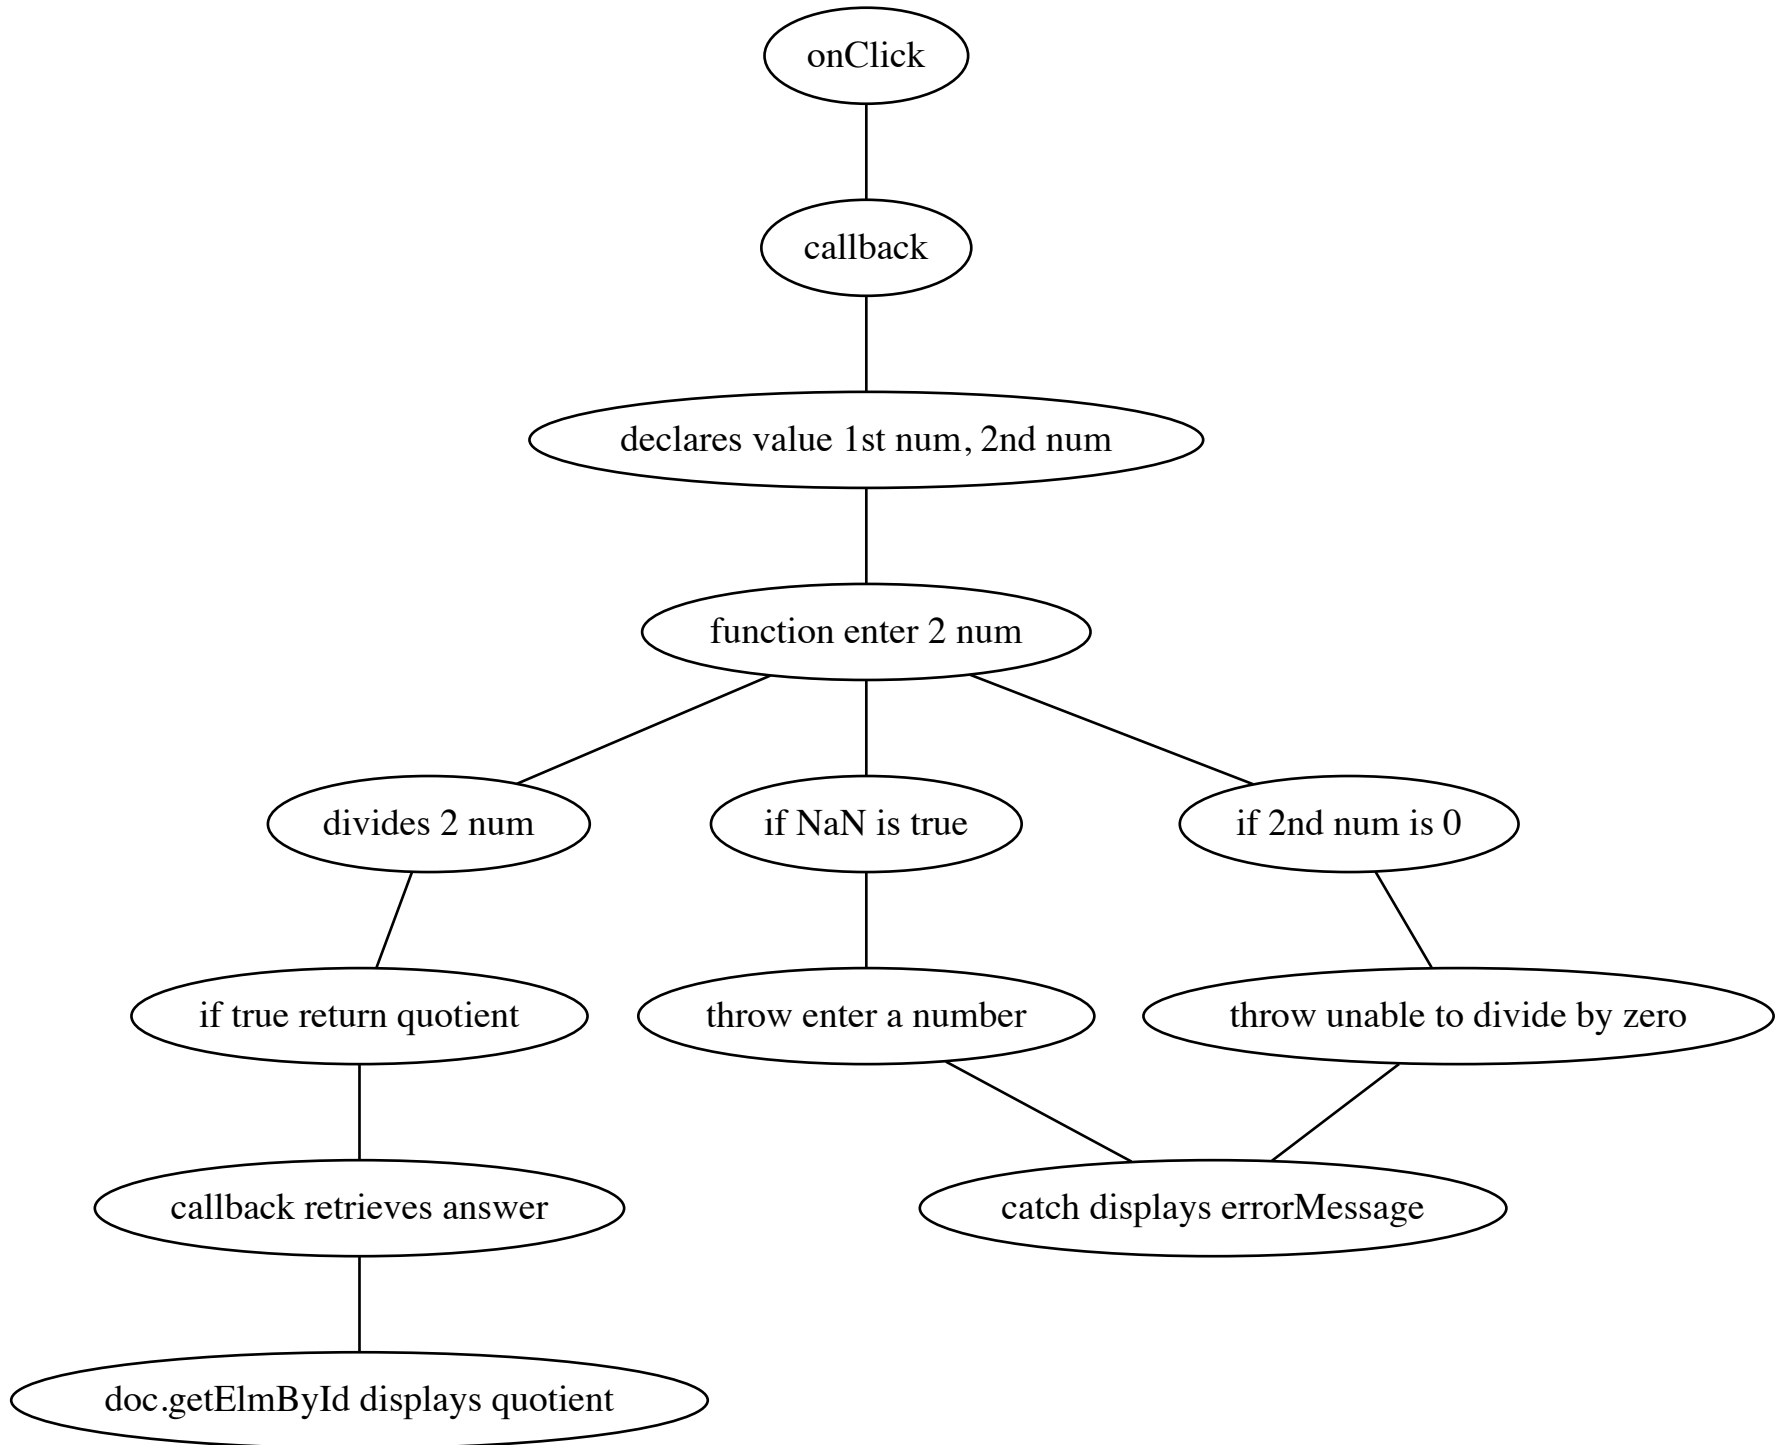 onClick
callback
declares value 1st num, 2nd num
function enter 2 num
divides 2 num
if NaN is true
if 2nd num is 0
if true return quotient
throw enter a number
throw unable to divide by zero
callback retrieves answer
catch displays errorMessage
doc.getElmById displays quotient